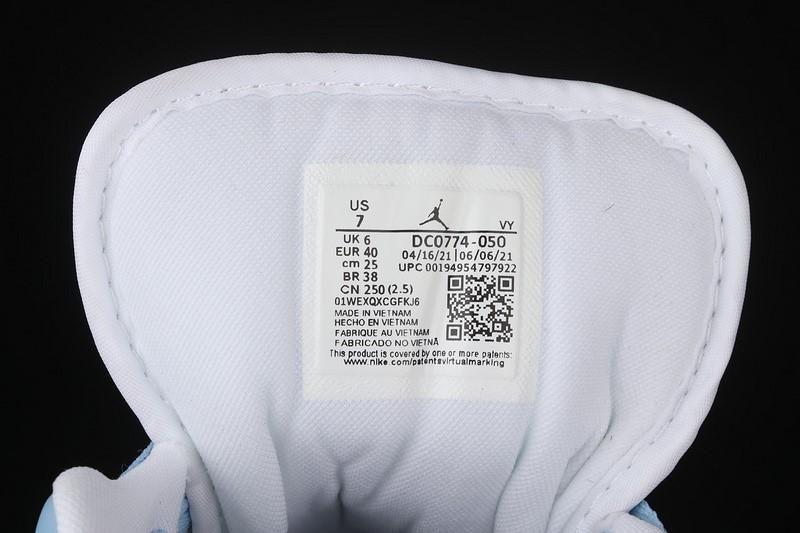 US
7
VY
UK 6
DC0774-050
EUR 40
04/16/21|06/06/21
cm 25
UPC 00194954797922
BR 38
CN 250 (2.5)
01WEXQXCGFKJ6
MADE IN VIETNAM
HECHO EN VIETNAM
FABRIQUE AU VIETNAM
FABRICADO NO VIETNÃ
This product is covered by one or more patents:
www.nike.com/patentsvirtualmarking